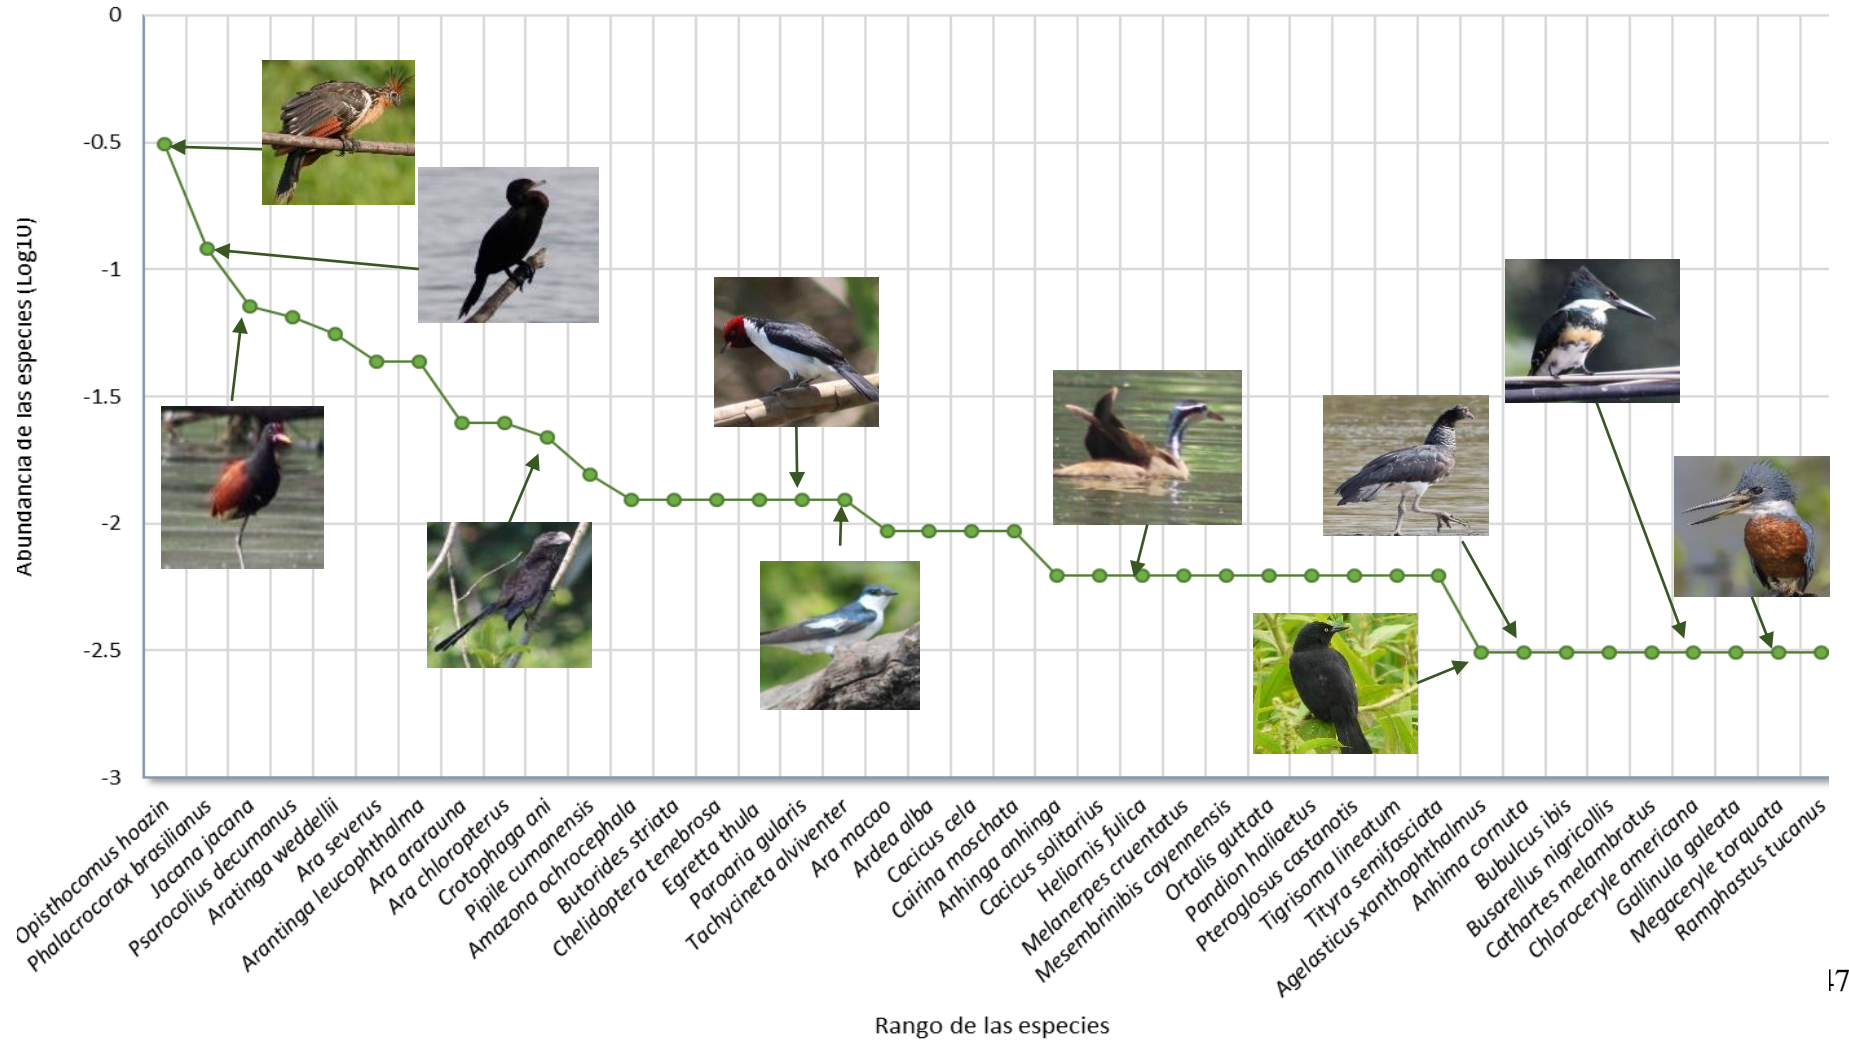 0
-0.5
-1
-1.5
-2
-2.5
-3
Abundancia de las especies (Log10)
Opisthocomus hoazin
Phalacrocorax brasilianus
Jacana jacana
Psarocolius decumanus
Aratinga weddellii
Ara severus
Arantinga leucophthalma
Ara ararauna
Ara chloropterus
Crotophaga ani
Pipile cumanensis
Amazona ochrocephala
Butorides striata
Chelidoptera tenebrosa
Egretta thula
Paroaria gularis
Tachycineta alviventer
Ara macao
Ardea alba
Cacicus cela
Cairina moschata
Anhinga anhinga
Cacicus solitarius
Heliornis fulica
Melanerpes cruentatus
Mesembrinibis cayennensis
Ortalis guttata
Pandion haliaetus
Pteroglosus castanotis
Tigrisoma lineatum
Tityra semifasciata
Agelasticus xanthophthalmus
Anhima cornuta
Bubulcus ibis
Busarellus nigricollis
Cathartes melambrotus
Chloroceryle americana
Gallinula galeata
Megaceryle torquata
Ramphastus tucanus
Rango de las especies
47